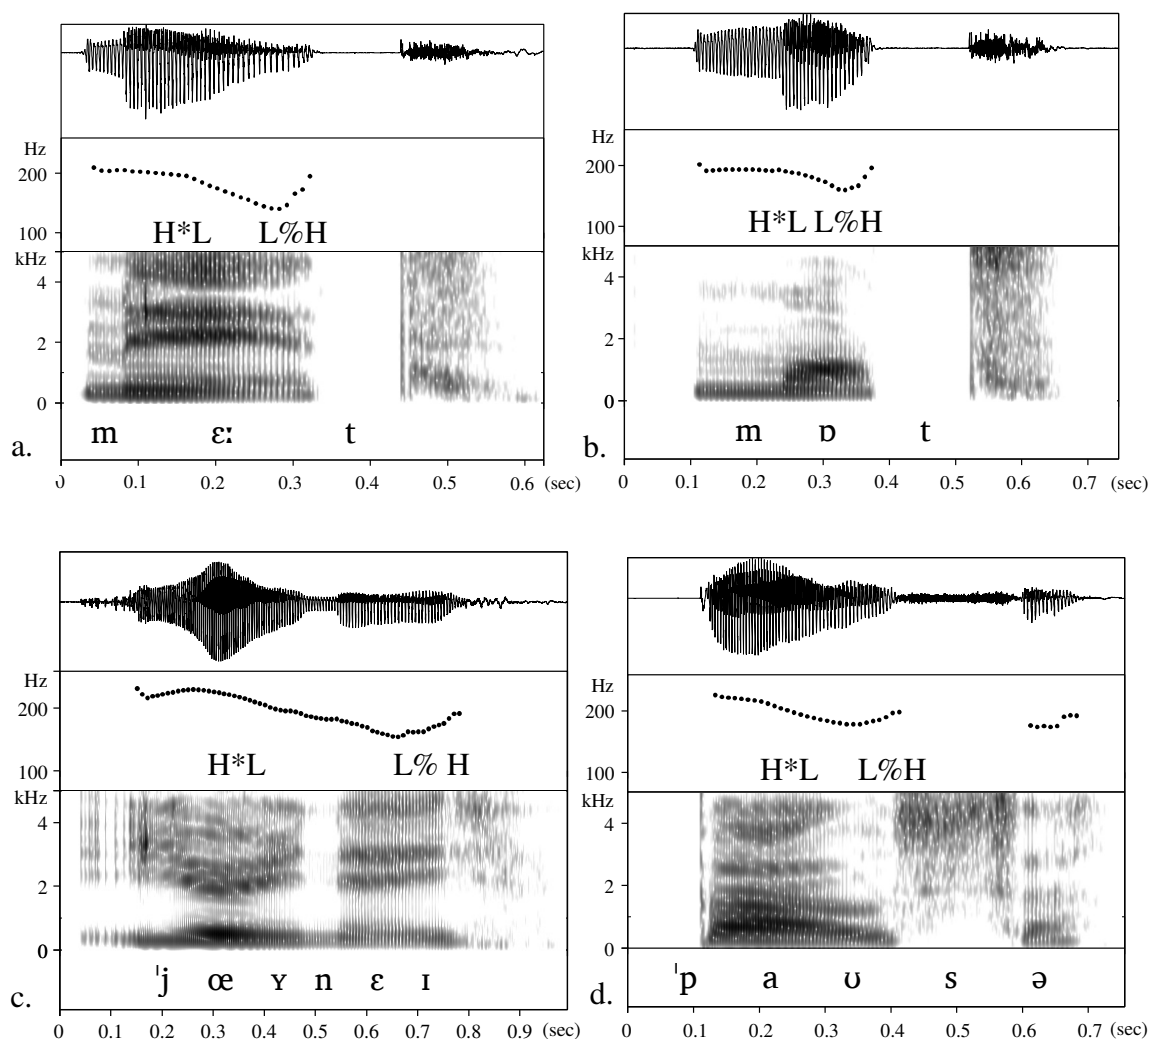 Hz
200
100
H*L L%H
kHz
4
2
0
m ɛː t
a.
0 0.1 0.2 0.3 0.4 0.5 0.6 (sec)
Hz
200
100
H*L L%H
kHz
4
2
0
m ɒ t
b.
0 0.1 0.2 0.3 0.4 0.5 0.6 0.7 (sec)
Hz
200
100
H*L L% H
kHz
4
2
0
ˈj œ ʏ n ɛ ɪ
c.
0 0.1 0.2 0.3 0.4 0.5 0.6 0.7 0.8 0.9 (sec)
Hz
200
100
H*L L%H
kHz
4
2
0
ˈp a ʊ s ə
d.
0 0.1 0.2 0.3 0.4 0.5 0.6 0.7 (sec)